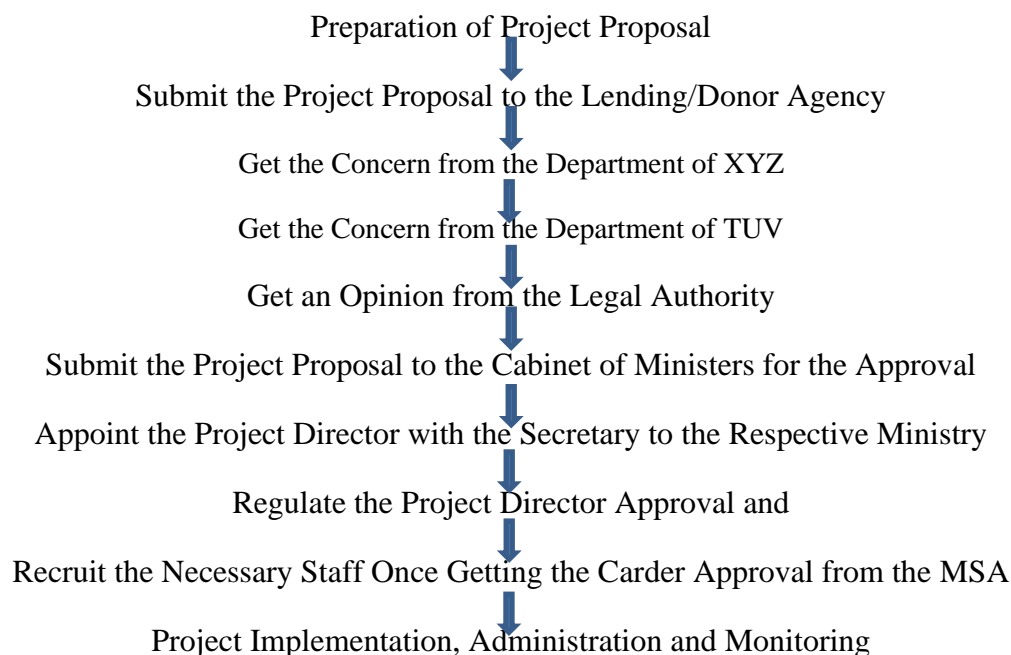 Preparation of Project Proposal
Submit the Project Proposal to the Lending/Donor Agency
Get the Concern from the Department of XYZ
Get the Concern from the Department of TUV
Get an Opinion from the Legal Authority
Submit the Project Proposal to the Cabinet of Ministers for the Approval
Appoint the Project Director with the Secretary to the Respective Ministry
Regulate the Project Director Approval and
Recruit the Necessary Staff Once Getting the Carder Approval from the MSA
Project Implementation, Administration and Monitoring